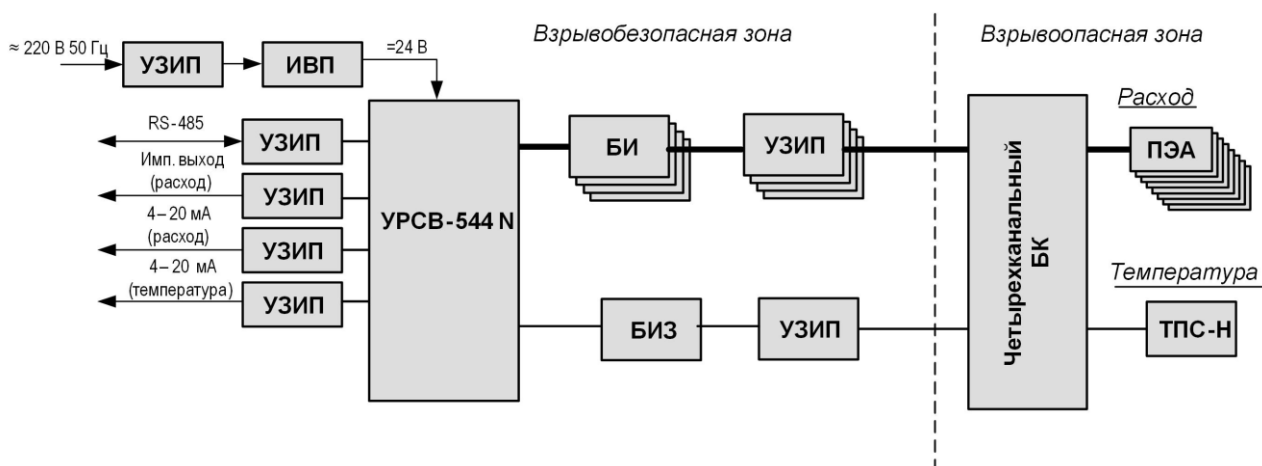 Взрывобезопасная зона
Взрывоопасная зона
≈ 220 В 50 Гц
УЗИП
ИВП
=24 В
RS-485
УЗИП
Имп. выход
(расход)
УЗИП
4–20 мА
(расход)
УЗИП
4–20 мА
(температура)
УЗИП
УРСВ-544 N
БИ
УЗИП
БИЗ
УЗИП
Четырехканальный
БК
Расход
ПЭА
Температура
ТПС-Н